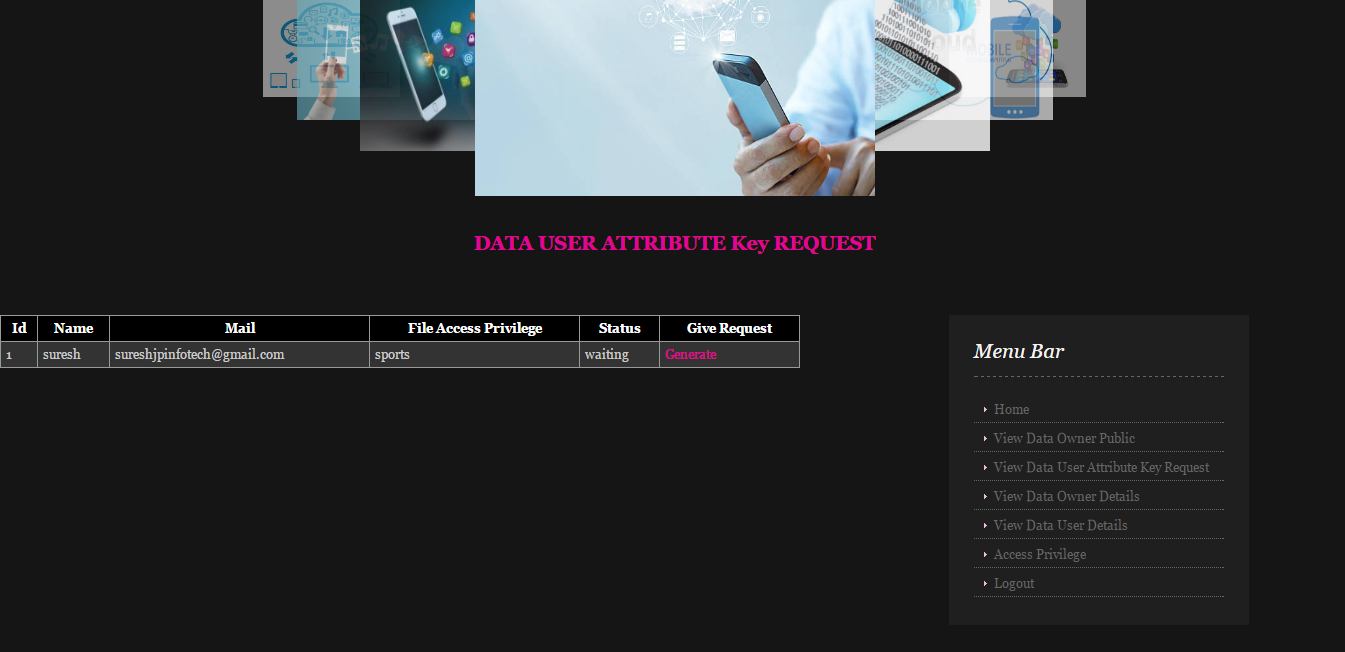 MOBILE
DATA USER ATTRIBUTE Key REQUEST
Id Name Mail File Access Privilege Status Give Request
1 suresh sureshjpinfotech@gmail.com sports waiting Generate
Menu Bar
Home
View Data Owner Public
View Data User Attribute Key Request
View Data Owner Details
View Data User Details
Access Privilege
Logout